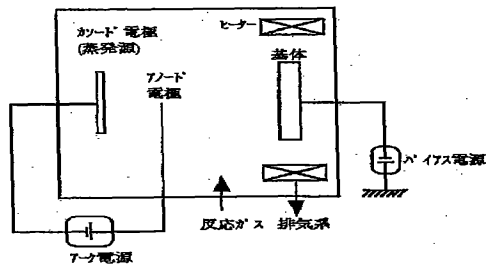 カソード電極
(蒸発源)
アノード
電極
ヒーター
基体
バイアス電源
反応ガス
排気系
アーク電源